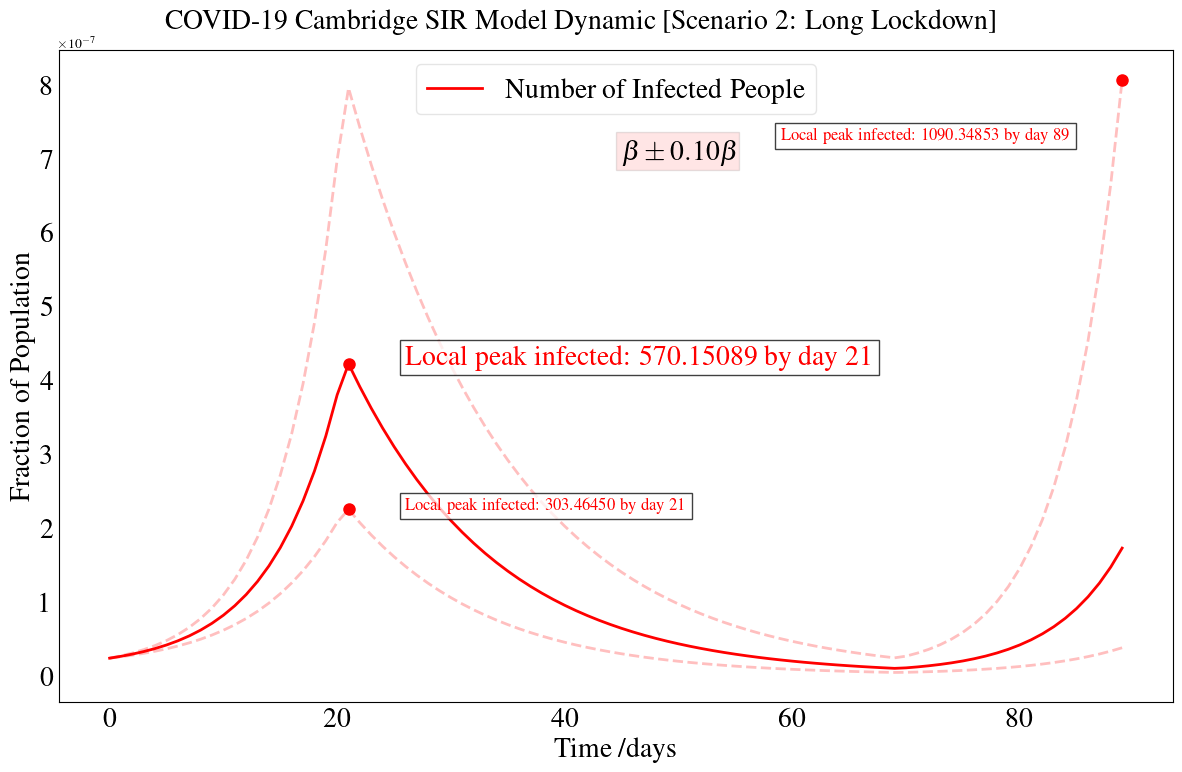 COVID-19 Cambridge SIR Model Dynamic [Scenario 2: Long Lockdown]
×10⁻⁷
Number of Infected People
8
Local peak infected: 1090.34853 by day 89
β ± 0.10β
7
6
5
Local peak infected: 570.15089 by day 21
4
3
Local peak infected: 303.46450 by day 21
2
1
0
Fraction of Population
0 20 40 60 80
Time /days